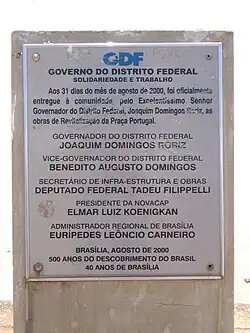 GDF
GOVERNO DO DISTRITO FEDERAL
SOLIDARIEDADE E TRABALHO
Aos 31 dias do mês de agosto de 2000, foi oficialmente
entregue à comunidade, pelo Excelentíssimo Senhor
Governador do Distrito Federal, Joaquim Domingos Roriz, as
obras de Revitalização da Praça Portugal.
GOVERNADOR DO DISTRITO FEDERAL
JOAQUIM DOMINGOS RORIZ
VICE-GOVERNADOR DO DISTRITO FEDERAL
BENEDITO AUGUSTO DOMINGOS
SECRETÁRIO DE INFRA-ESTRUTURA E OBRAS
DEPUTADO FEDERAL TADEU FILIPPELLI
PRESIDENTE DA NOVACAP
ELMAR LUIZ KOENIGKAN
ADMINISTRADOR REGIONAL DE BRASÍLIA
EURÍPEDES LEÔNCIO CARNEIRO
BRASÍLIA, AGOSTO DE 2000
500 ANOS DO DESCOBRIMENTO DO BRASIL
40 ANOS DE BRASÍLIA